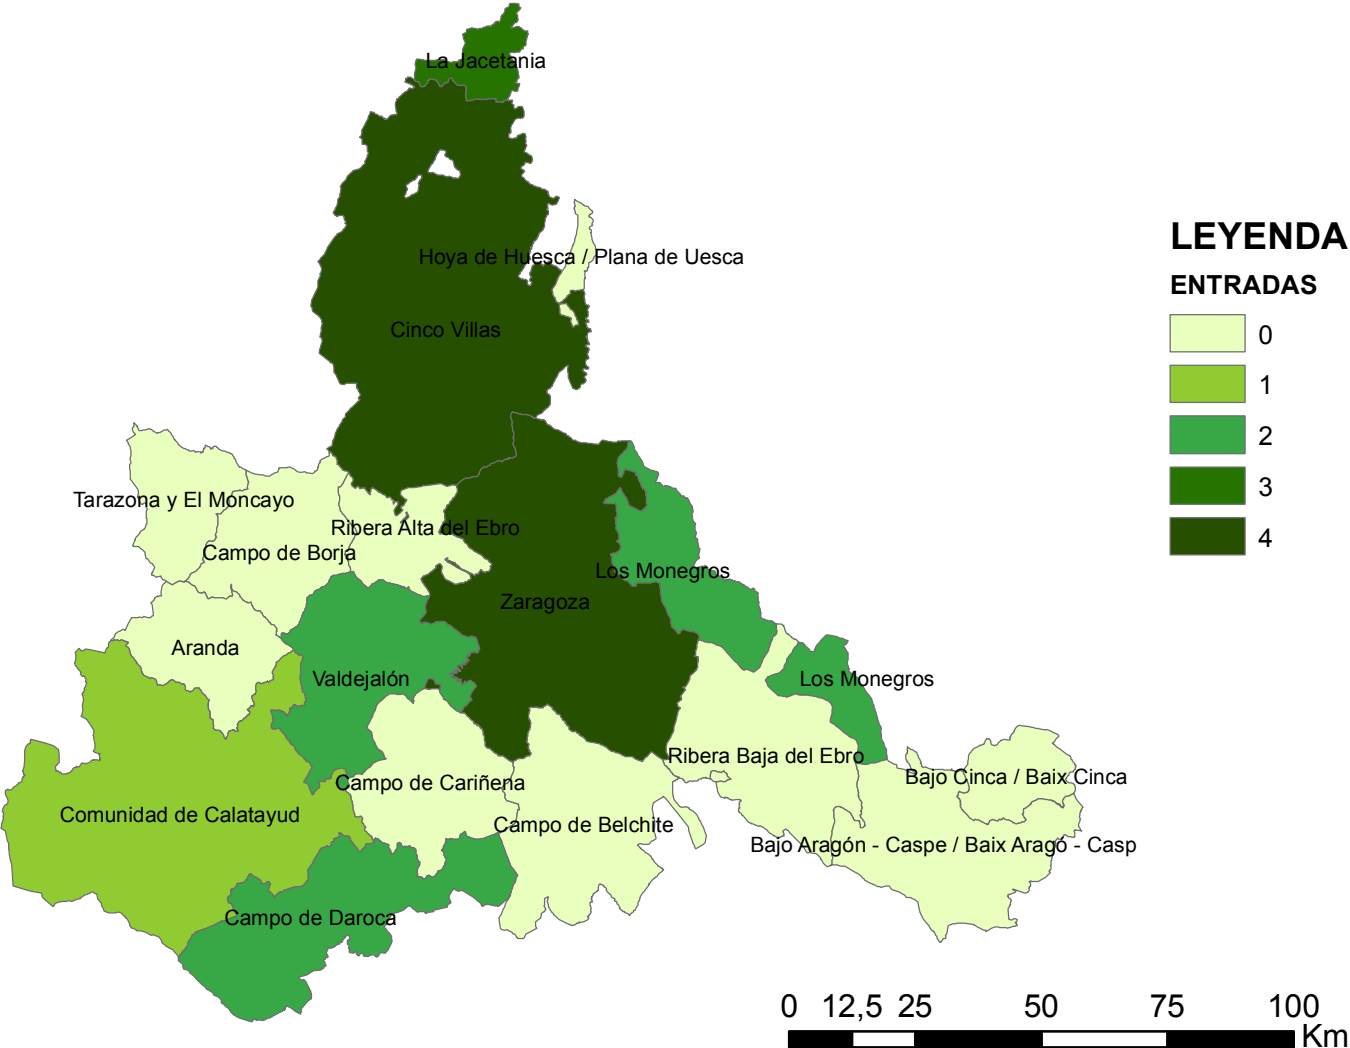 La Jacetania
Hoya de Huesca / Plana de Uesca
Cinco Villas
Tarazona y El Moncayo
Ribera Alta del Ebro
Campo de Borja
Los Monegros
Zaragoza
Aranda
Valdejalón
Los Monegros
Ribera Baja del Ebro
Bajo Cinca / Baix Cinca
Campo de Cariñena
Comunidad de Calatayud
Campo de Belchite
Bajo Aragón - Caspe / Baix Aragó - Casp
Campo de Daroca
LEYENDA
ENTRADAS
0
1
2
3
4
0 12,5 25 50 75 100
Km